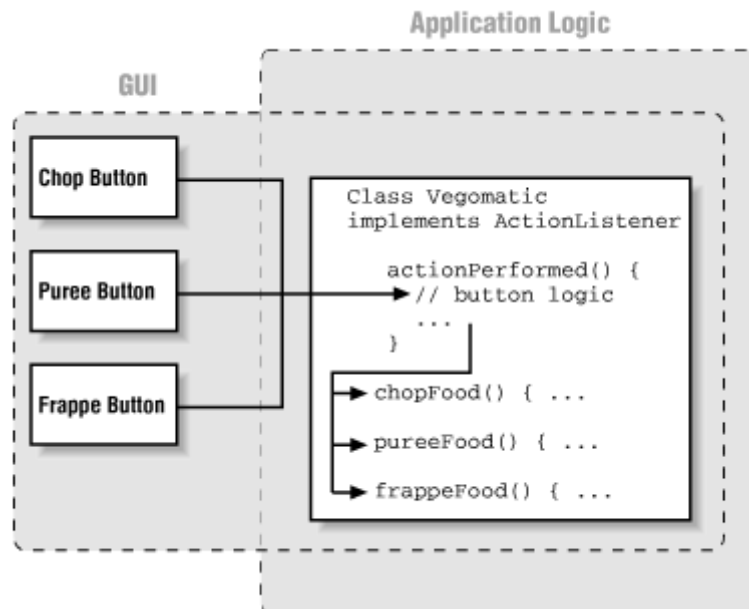 Application Logic
GUI
Chop Button
Puree Button
Frappe Button
Class Vegomatic
implements ActionListener
actionPerformed() {
// button logic
...
}
chopFood() { ...
pureeFood() { ...
frappeFood() { ...